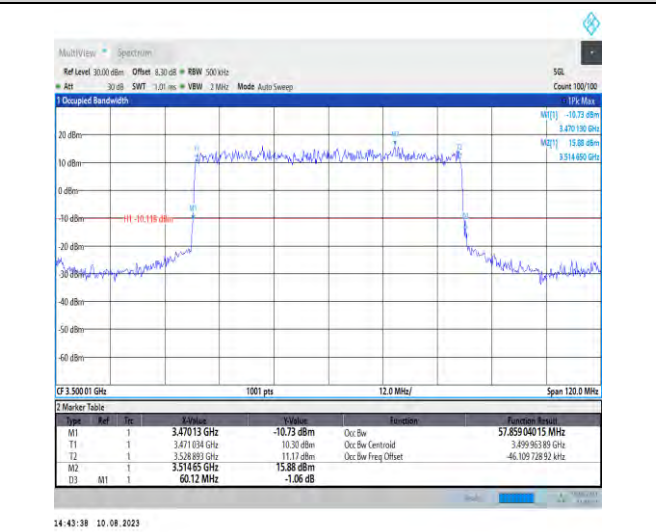 MultiView Spectrum
Ref Level 30.00 dBm Offset 8.30 dB RBW 500 kHz SGL
Att 30 dB SWT 1.01 ms VBW 2 MHz Mode Auto Sweep Count 100/100
1 Occupied Bandwidth 1Pk Max
M1[1] -10.73 dBm
3.470 130 GHz
M2[1] 15.88 dBm
3.514 650 GHz
20 dBm
10 dBm
0 dBm
-10 dBm
H1 -10.119 dBm
-20 dBm
-30 dBm
-40 dBm
-50 dBm
-60 dBm
M1
T2
CF 3.500 01 GHz 1001 pts 12.0 MHz/ Span 120.0 MHz
2 Marker Table
Type Ref Trc X-Value Y-Value Function Function Result
M1 1 3.470 13 GHz -10.73 dBm Occ Bw 57.859 040 15 MHz
T1 1 3.471 034 GHz 10.30 dBm Occ Bw Centroid 3.499 963 89 GHz
T2 1 3.528 893 GHz 11.17 dBm Occ Bw Freq Offset -46.109 728 92 kHz
M2 1 3.514 65 GHz 15.88 dBm
D3 M1 1 60.12 MHz -1.06 dB
14:43:38 10.08.2023